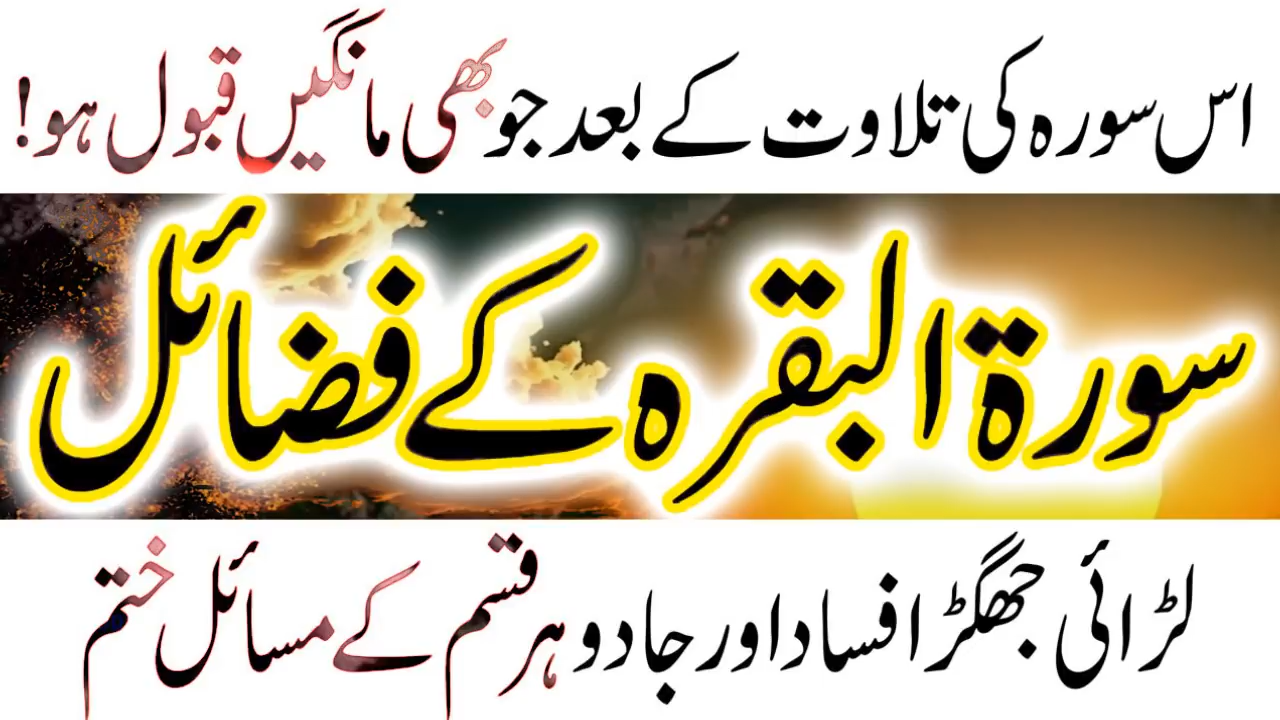 اس سورہ کی تلاوت کے بعد جو بھی مانگیں قبول ہو!
سورۃ البقرہ کے فضائل
لڑائی جھگڑا فساد اور جادو ہر قسم کے مسائل ختم